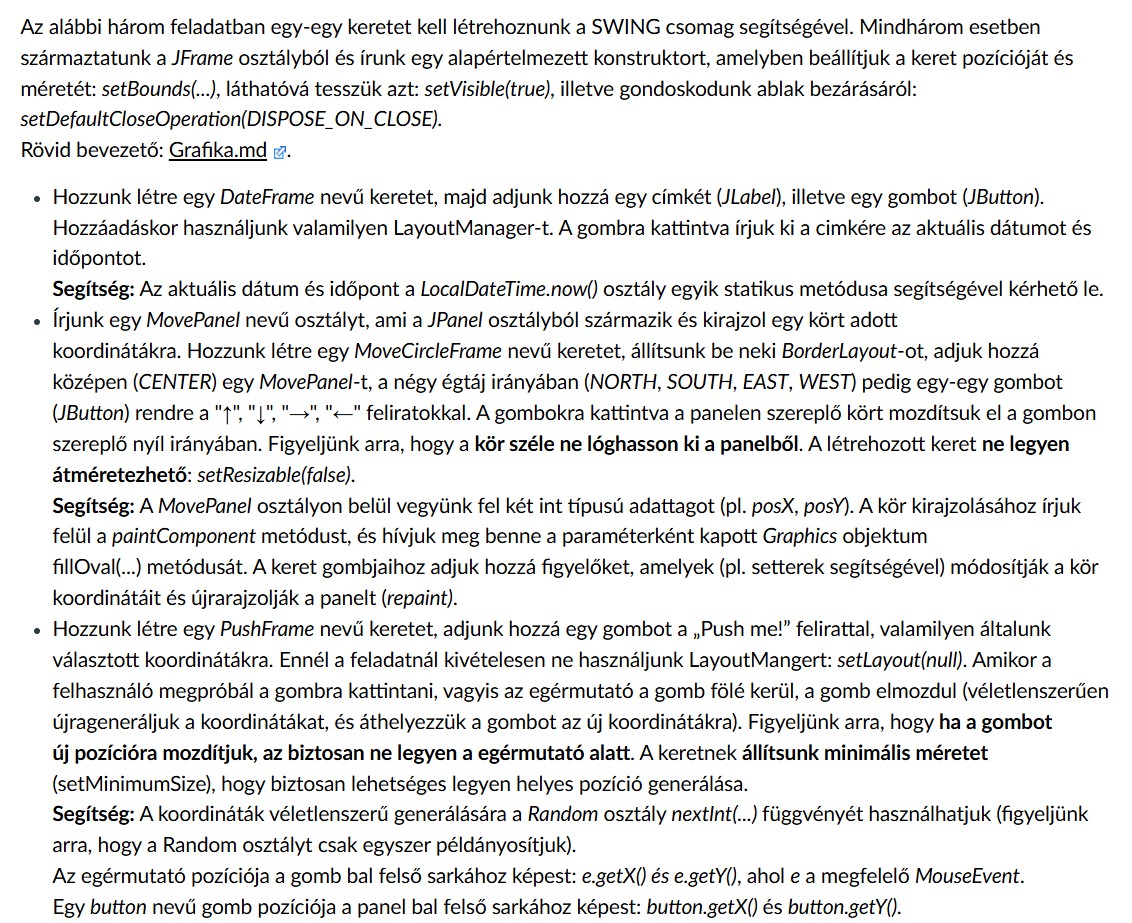 Az alábbi három feladatban egy-egy keretet kell létrehoznunk a SWING csomag segítségével. Mindhárom esetben
származtatunk a JFrame osztályból és írunk egy alapértelmezett konstruktort, amelyben beállítjuk a keret pozícióját és
méretét: setBounds(...), láthatóvá tesszük azt: setVisible(true), illetve gondoskodunk ablak bezárásáról:
setDefaultCloseOperation(DISPOSE_ON_CLOSE).
Rövid bevezető: Grafika.md.
• Hozzunk létre egy DateFrame nevű keretet, majd adjunk hozzá egy címkét (JLabel), illetve egy gombot (JButton).
Hozzáadáskor használjunk valamilyen LayoutManager-t. A gombra kattintva írjuk ki a cimkére az aktuális dátumot és
időpontot.
Segítség: Az aktuális dátum és időpont a LocalDateTime.now() osztály egyik statikus metódusa segítségével kérhető le.
• Írjunk egy MovePanel nevű osztályt, ami a JPanel osztályból származik és kirajzol egy kört adott
koordinátákra. Hozzunk létre egy MoveCircleFrame nevű keretet, állítsunk be neki BorderLayout-ot, adjuk hozzá
középen (CENTER) egy MovePanel-t, a négy égtáj irányában (NORTH, SOUTH, EAST, WEST) pedig egy-egy gombot
(JButton) rendre a "↑", "↓", "→", "←" feliratokkal. A gombokra kattintva a panelen szereplő kört mozdítsuk el a gombon
szereplő nyíl irányában. Figyeljünk arra, hogy a kör széle ne lóghasson ki a panelből. A létrehozott keret ne legyen
átméretezhető: setResizable(false).
Segítség: A MovePanel osztályon belül vegyünk fel két int típusú adattagot (pl. posX, posY). A kör kirajzolásához írjuk
felül a paintComponent metódust, és hívjuk meg benne a paraméterként kapott Graphics objektum
fillOval(...) metódusát. A keret gombjaihoz adjuk hozzá figyelőket, amelyek (pl. setterek segítségével) módosítják a kör
koordinátáit és újrarajzolják a panelt (repaint).
• Hozzunk létre egy PushFrame nevű keretet, adjunk hozzá egy gombot a „Push me!” felirattal, valamilyen általunk
választott koordinátákra. Ennél a feladatnál kivételesen ne használjunk LayoutMangert: setLayout(null). Amikor a
felhasználó megpróbál a gombra kattintani, vagyis az egérmutató a gomb fölé kerül, a gomb elmozdul (véletlenszerűen
újrageneráljuk a koordinátákat, és áthelyezzük a gombot az új koordinátákra). Figyeljünk arra, hogy ha a gombot
új pozícióra mozdítjuk, az biztosan ne legyen a egérmutató alatt. A keretnek állítsunk minimális méretet
(setMinimumSize), hogy biztosan lehetséges legyen helyes pozíció generálása.
Segítség: A koordináták véletlenszerű generálására a Random osztály nextInt(...) függvényét használhatjuk (figyeljünk
arra, hogy a Random osztályt csak egyszer példányosítjuk).
Az egérmutató pozíciója a gomb bal felső sarkához képest: e.getX() és e.getY(), ahol e a megfelelő MouseEvent.
Egy button nevű gomb pozíciója a panel bal felső sarkához képest: button.getX() és button.getY().